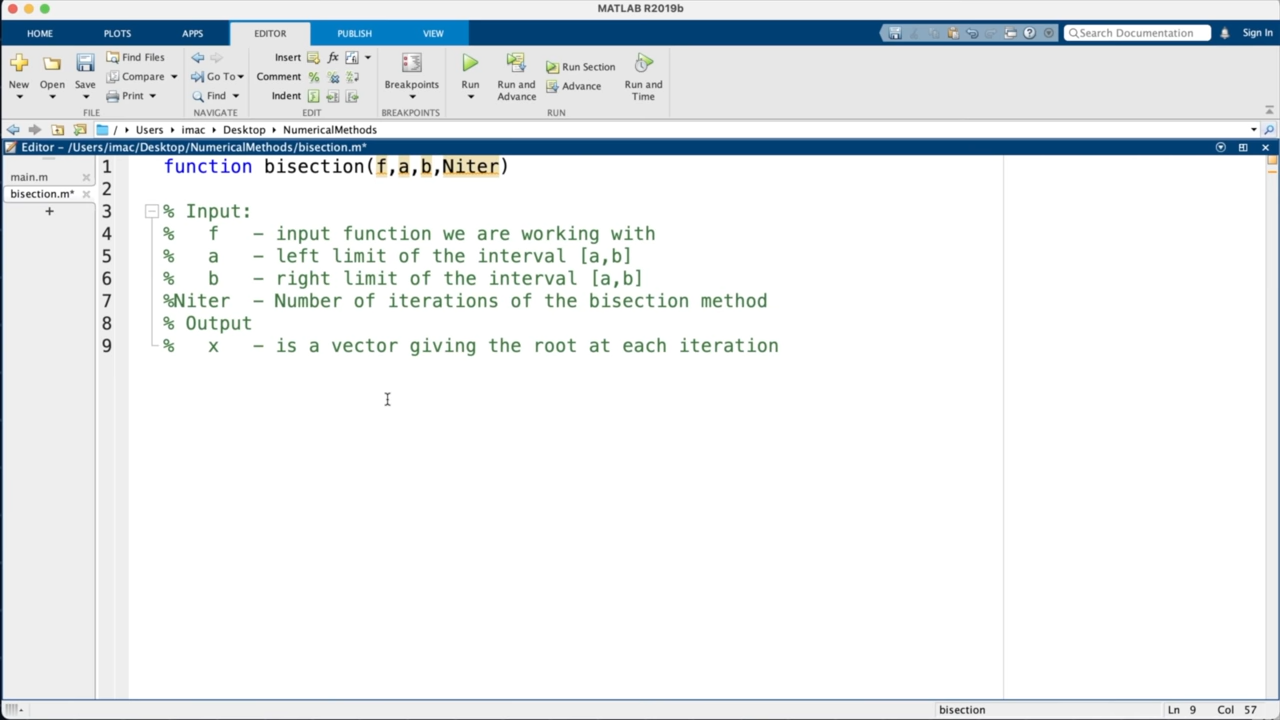 MATLAB R2019b
HOME PLOTS APPS EDITOR PUBLISH VIEW Search Documentation Sign In
New Open Save Find Files Compare Print
Go To Find
Insert fx Comment % Indent
Breakpoints
Run Run and Advance Run Section Advance Run and Time
FILE NAVIGATE EDIT BREAKPOINTS RUN
/ Users imac Desktop NumericalMethods
Editor – /Users/imac/Desktop/NumericalMethods/bisection.m*
main.m
bisection.m*
+
1 function bisection(f,a,b,Niter)
2
3 % Input:
4 % f – input function we are working with
5 % a – left limit of the interval [a,b]
6 % b – right limit of the interval [a,b]
7 %Niter – Number of iterations of the bisection method
8 % Output
9 % x – is a vector giving the root at each iteration
bisection Ln 9 Col 57